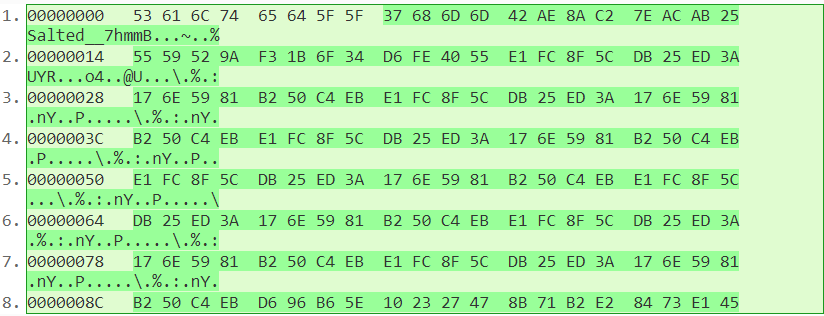 1. 00000000 53 61 6C 74 65 64 5F 5F 37 68 6D 6D 42 AE 8A C2 7E AC AB 25
Salted__7hmmB...~..%
2. 00000014 55 59 52 9A F3 1B 6F 34 D6 FE 40 55 E1 FC 8F 5C DB 25 ED 3A
UYR...o4..@U...\.%.:
3. 00000028 17 6E 59 81 B2 50 C4 EB E1 FC 8F 5C DB 25 ED 3A 17 6E 59 81
.nY..P.....\.%.:.nY.
4. 0000003C B2 50 C4 EB E1 FC 8F 5C DB 25 ED 3A 17 6E 59 81 B2 50 C4 EB
.P.....\.%.:.nY..P..
5. 00000050 E1 FC 8F 5C DB 25 ED 3A 17 6E 59 81 B2 50 C4 EB E1 FC 8F 5C
...\.%.:.nY..P.....\
6. 00000064 DB 25 ED 3A 17 6E 59 81 B2 50 C4 EB E1 FC 8F 5C DB 25 ED 3A
.%.:.nY..P.....\.%.:
7. 00000078 17 6E 59 81 B2 50 C4 EB E1 FC 8F 5C DB 25 ED 3A 17 6E 59 81
.nY..P.....\.%.:.nY.
8. 0000008C B2 50 C4 EB D6 96 B6 5E 10 23 27 47 8B 71 B2 E2 84 73 E1 45